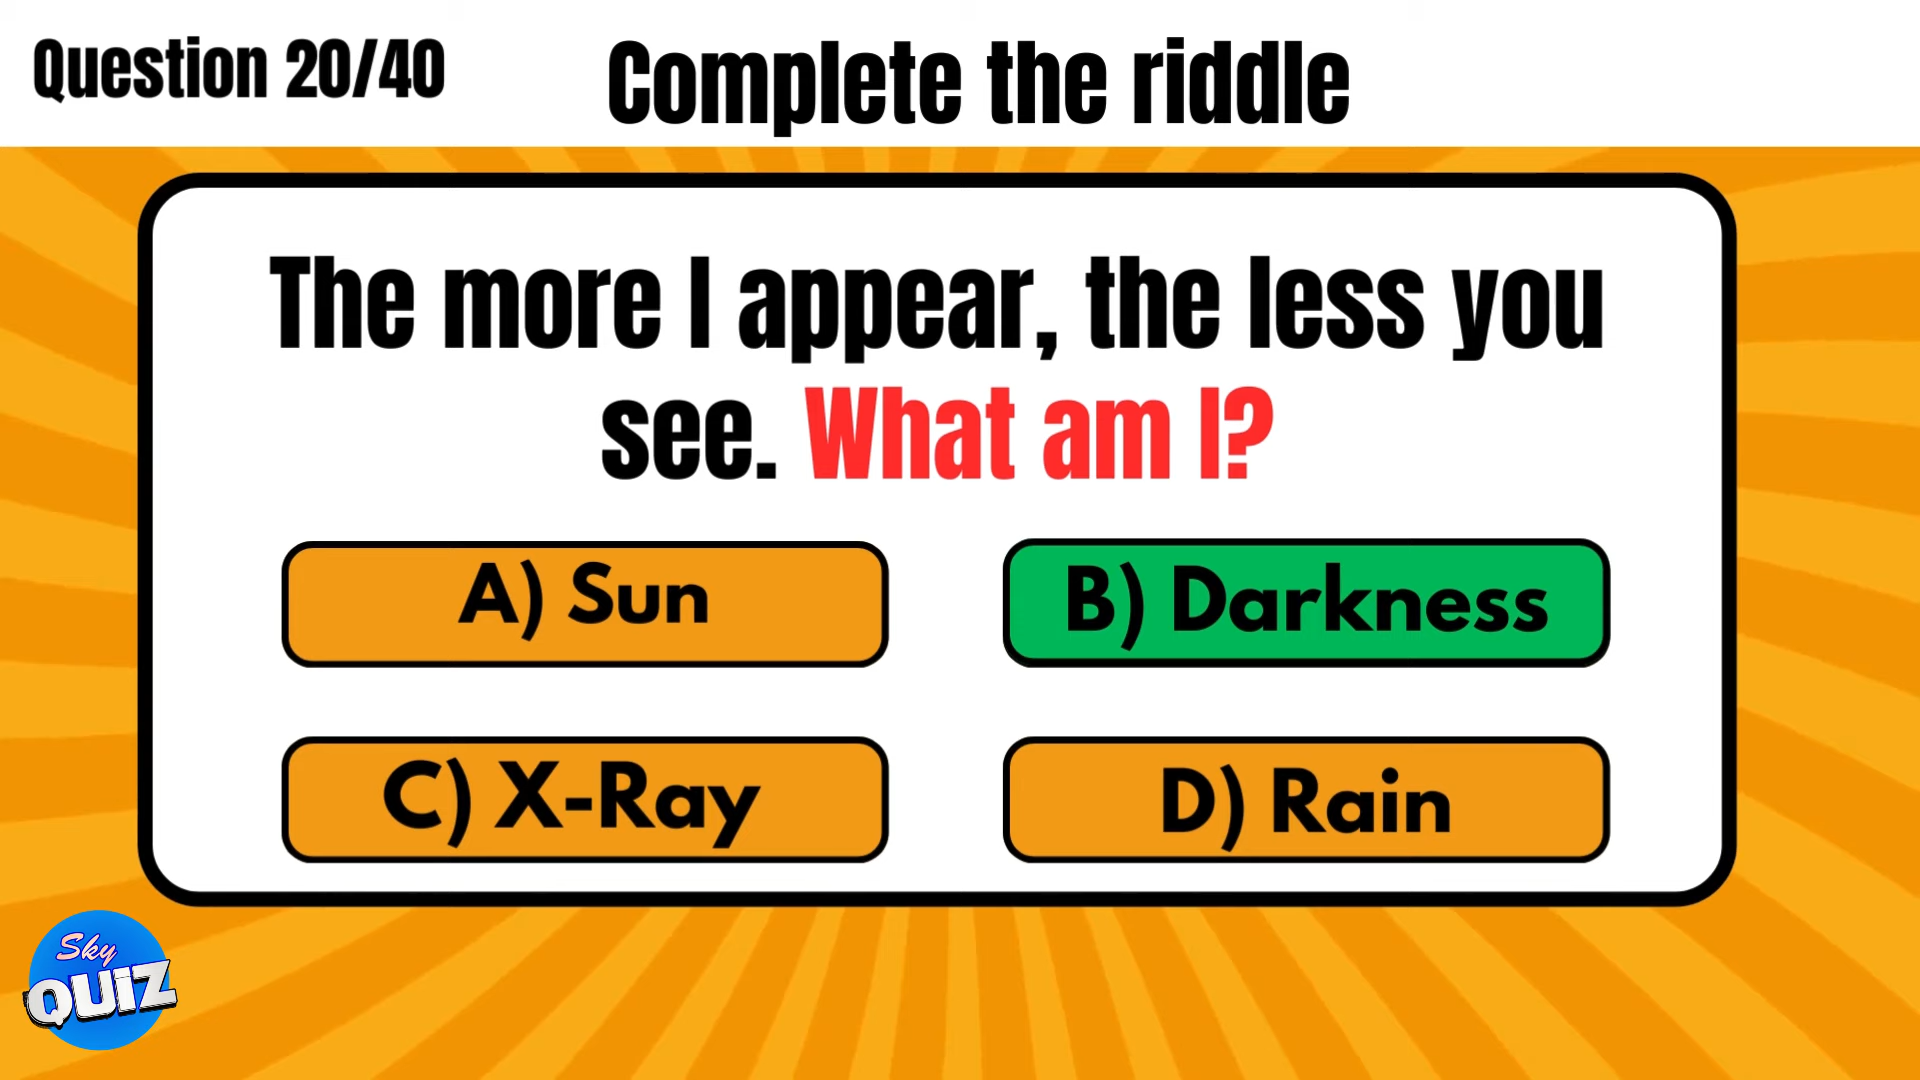 Question 20/40
Complete the riddle
The more I appear, the less you
see. What am I?
A) Sun
B) Darkness
C) X-Ray
D) Rain
Sky
QUIZ